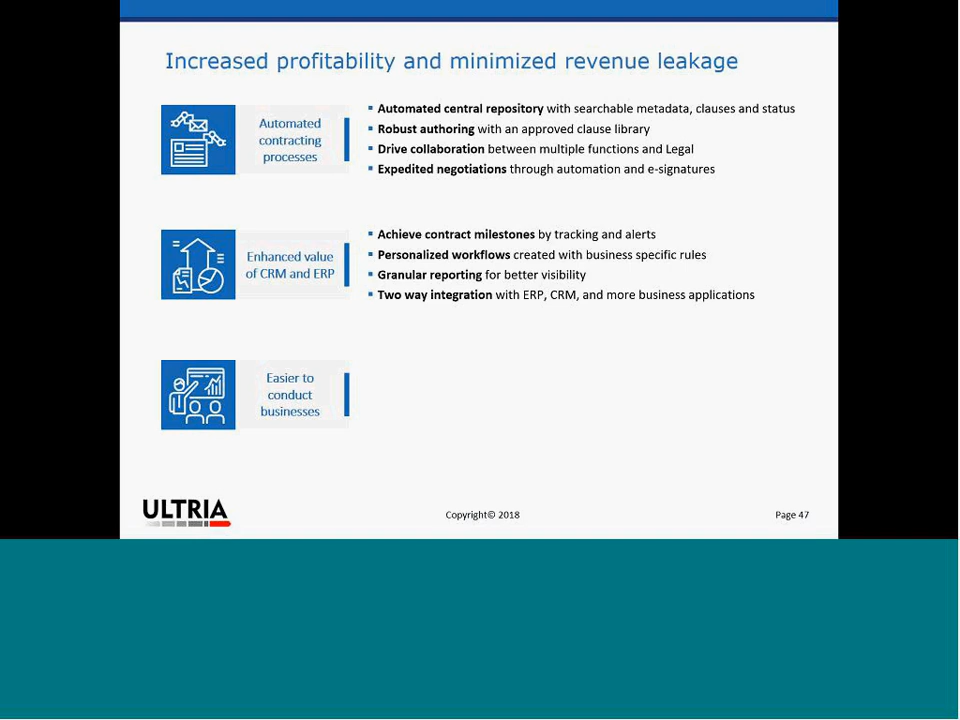 Increased profitability and minimized revenue leakage
Automated
contracting
processes
▪ Automated central repository with searchable metadata, clauses and status
▪ Robust authoring with an approved clause library
▪ Drive collaboration between multiple functions and Legal
▪ Expedited negotiations through automation and e-signatures
Enhanced value
of CRM and ERP
▪ Achieve contract milestones by tracking and alerts
▪ Personalized workflows created with business specific rules
▪ Granular reporting for better visibility
▪ Two way integration with ERP, CRM, and more business applications
Easier to
conduct
businesses
ULTRIA
Copyright© 2018
Page 47